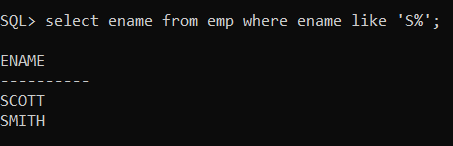 SQL> select ename from emp where ename like 'S%';
ENAME
----------
SCOTT
SMITH